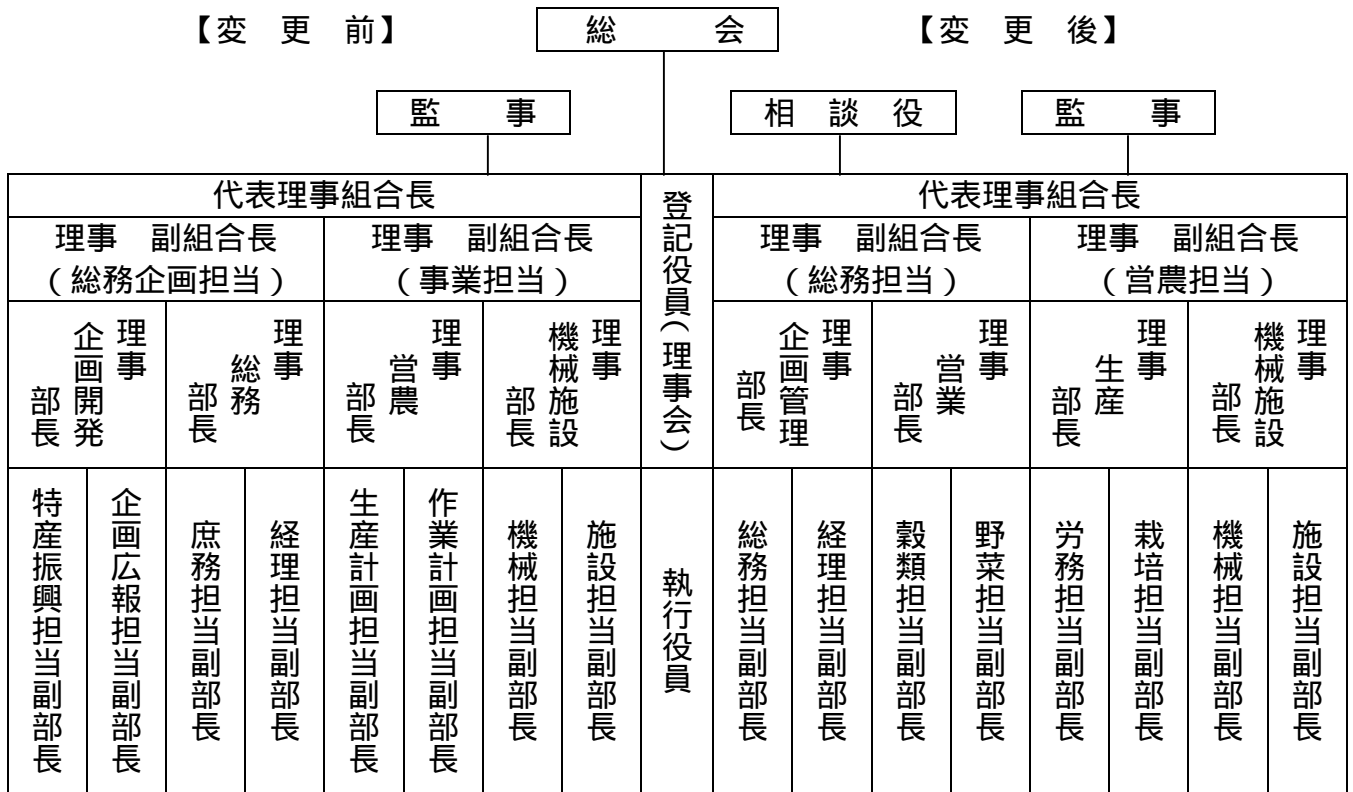 【変　更　前】
総　　会
【変　更　後】
監　　事
相　談　役
監　　事
代表理事組合長
登記役員(理事会)
代表理事組合長
理事　副組合長
(総務企画担当)
理事　副組合長
(事業担当)
理事　副組合長
(総務担当)
理事　副組合長
(営農担当)
理事
企画開発
部長
理事
総務
部長
理事
営農
部長
理事
機械施設
部長
理事
企画管理
部長
理事
営業
部長
理事
生産
部長
理事
機械施設
部長
特産振興担当副部長
企画広報担当副部長
庶務担当副部長
経理担当副部長
生産計画担当副部長
作業計画担当副部長
機械担当副部長
施設担当副部長
執行役員
総務担当副部長
経理担当副部長
穀類担当副部長
野菜担当副部長
労務担当副部長
栽培担当副部長
機械担当副部長
施設担当副部長